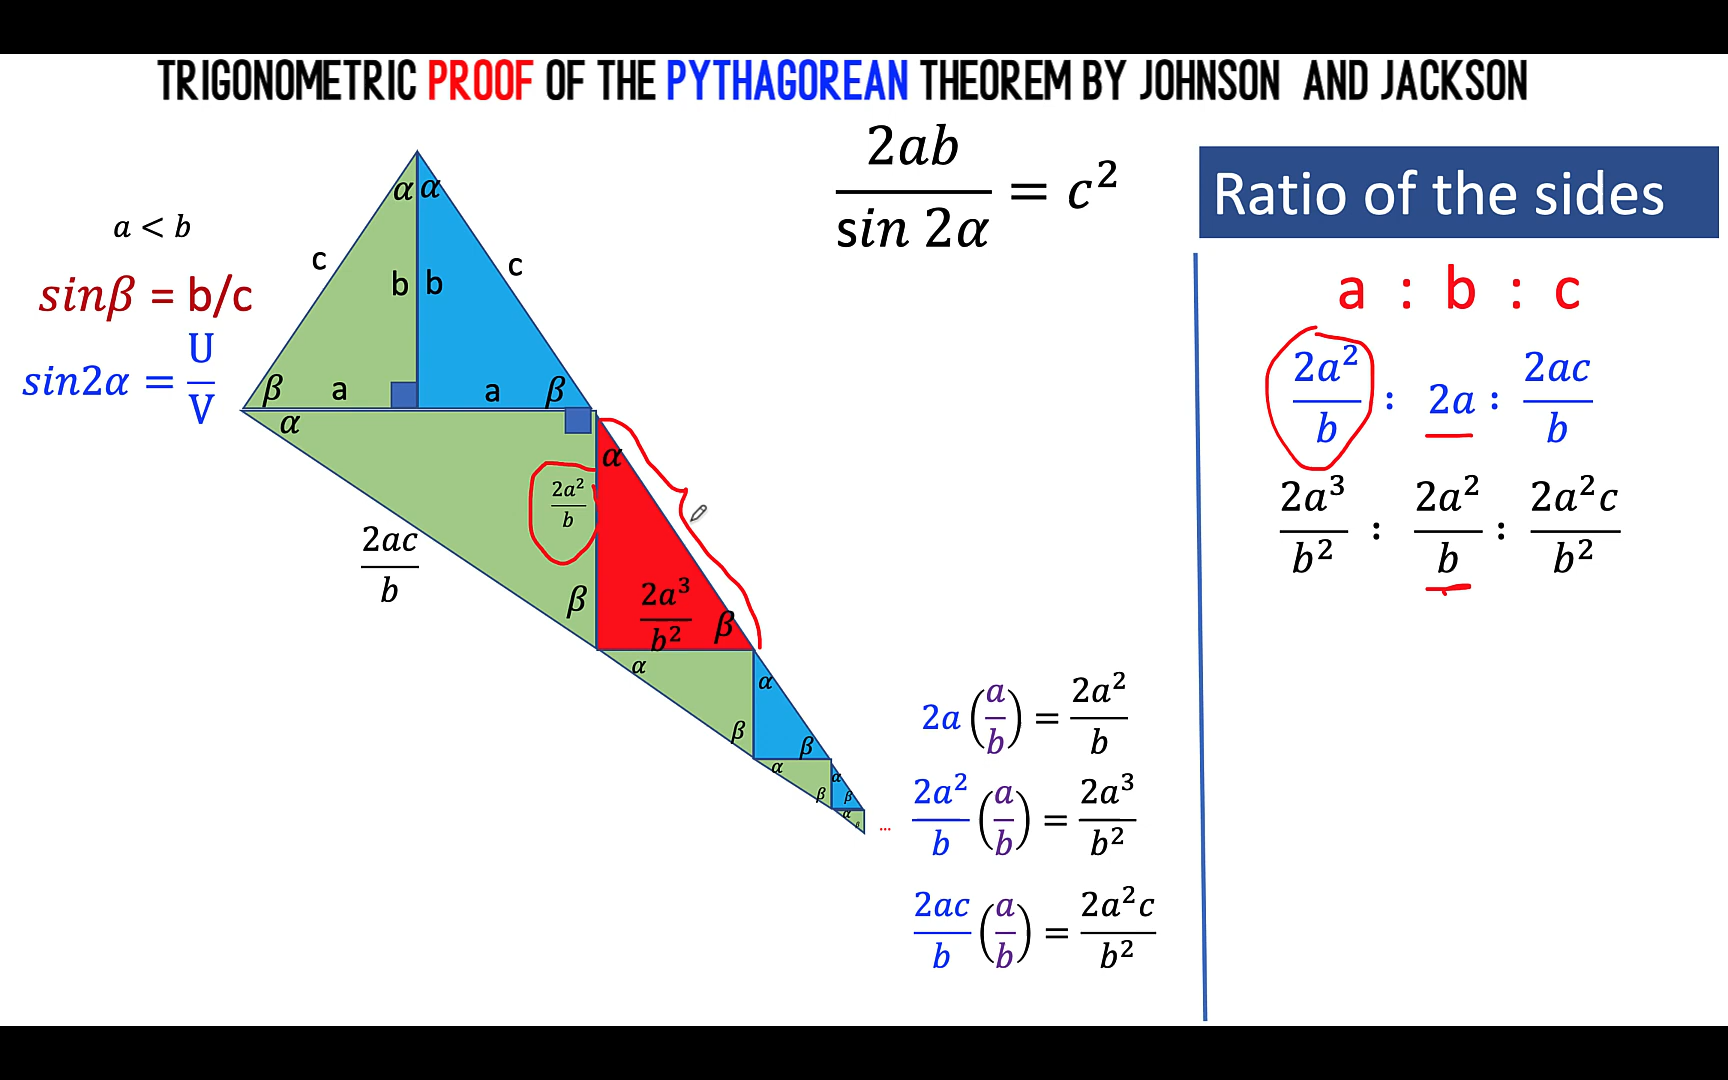 TRIGONOMETRIC PROOF OF THE PYTHAGOREAN THEOREM BY JOHNSON AND JACKSON
2ab
sin 2α
= c²
Ratio of the sides
a < b
sinβ = b/c
sin2α = U/V
α α
c b b c
β a a β
α
α
2a²/b
2ac/b
β
2a³/b²
β
α
α
β
β
α
α
β
β
α
...
a : b : c
2a²/b : 2a : 2ac/b
2a³/b² : 2a²/b : 2a²c/b²
2a(a/b) = 2a²/b
2a²/b (a/b) = 2a³/b²
2ac/b (a/b) = 2a²c/b²